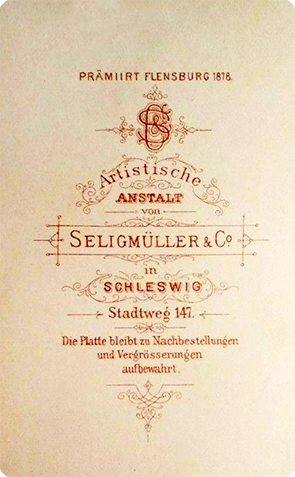 PRÄMIIRT FLENSBURG 1878.
Artistische
ANSTALT
von
SELIGMÜLLER & Co
in
SCHLESWIG
Stadtweg 147.
Die Platte bleibt zu Nachbestellungen
und Vergrösserungen
aufbewahrt.